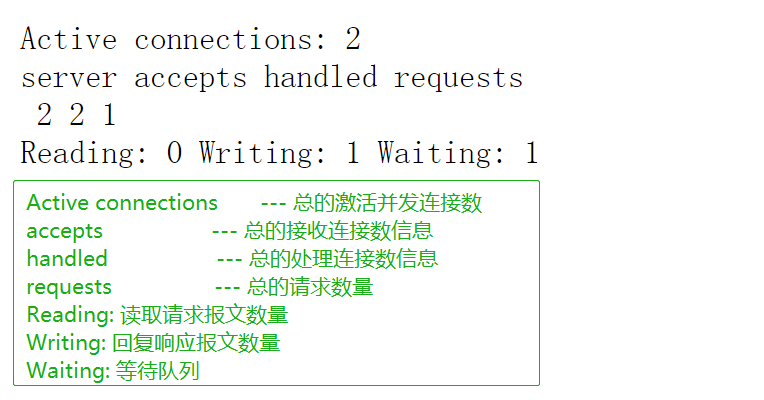 Active connections: 2
server accepts handled requests
2 2 1
Reading: 0 Writing: 1 Waiting: 1
Active connections --- 总的激活并发连接数
accepts --- 总的接收连接数信息
handled --- 总的处理连接数信息
requests --- 总的请求数量
Reading: 读取请求报文数量
Writing: 回复响应报文数量
Waiting: 等待队列